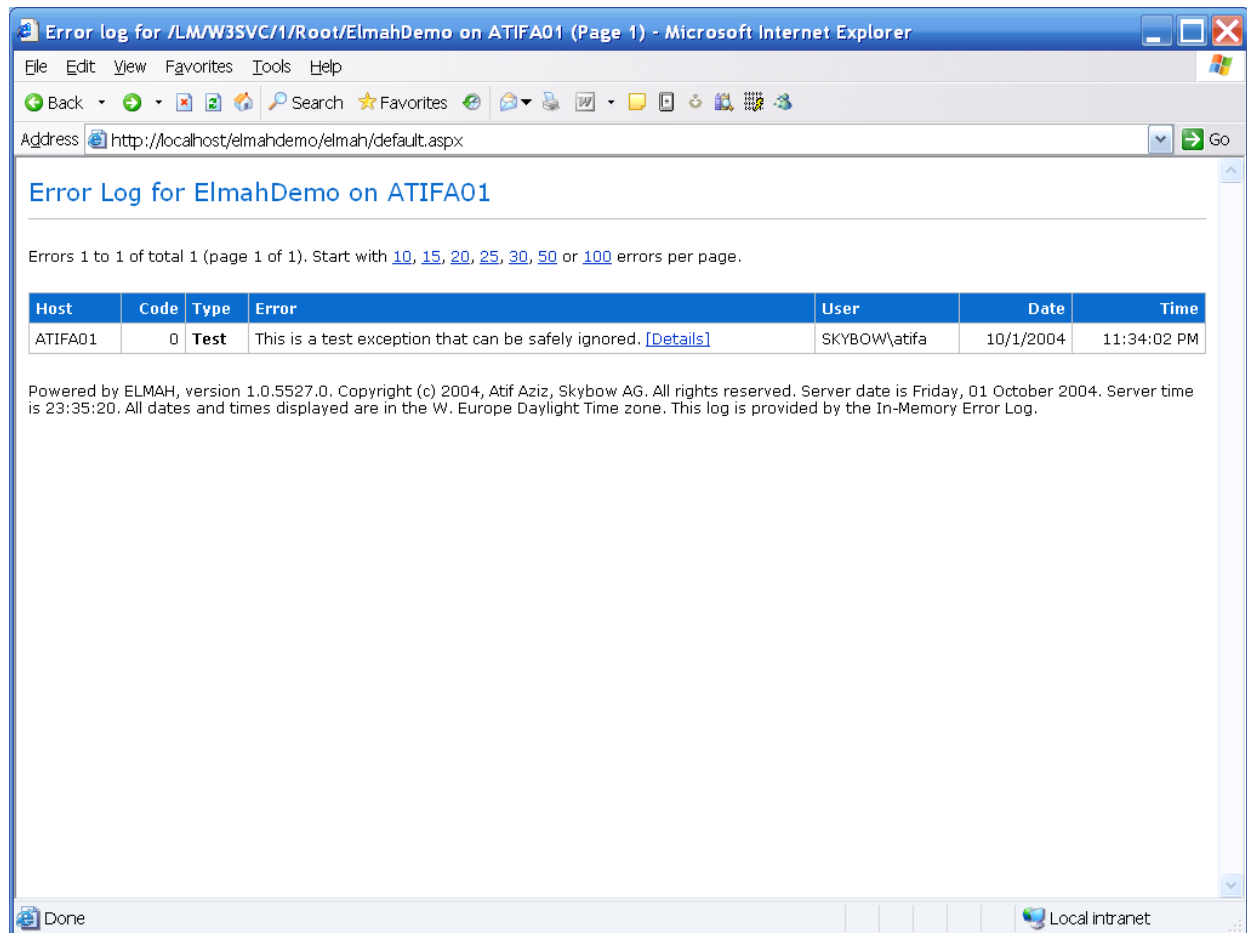 Error log for /LM/W3SVC/1/Root/ElmahDemo on ATIFA01 (Page 1) - Microsoft Internet Explorer
File Edit View Favorites Tools Help
Back Search Favorites
Address http://localhost/elmahdemo/elmah/default.aspx Go
Error Log for ElmahDemo on ATIFA01
Errors 1 to 1 of total 1 (page 1 of 1). Start with 10, 15, 20, 25, 30, 50 or 100 errors per page.
Host Code Type Error User Date Time
ATIFA01 0 Test This is a test exception that can be safely ignored. [Details] SKYBOW\atifa 10/1/2004 11:34:02 PM
Powered by ELMAH, version 1.0.5527.0. Copyright (c) 2004, Atif Aziz, Skybow AG. All rights reserved. Server date is Friday, 01 October 2004. Server time
is 23:35:20. All dates and times displayed are in the W. Europe Daylight Time zone. This log is provided by the In-Memory Error Log.
Done Local intranet